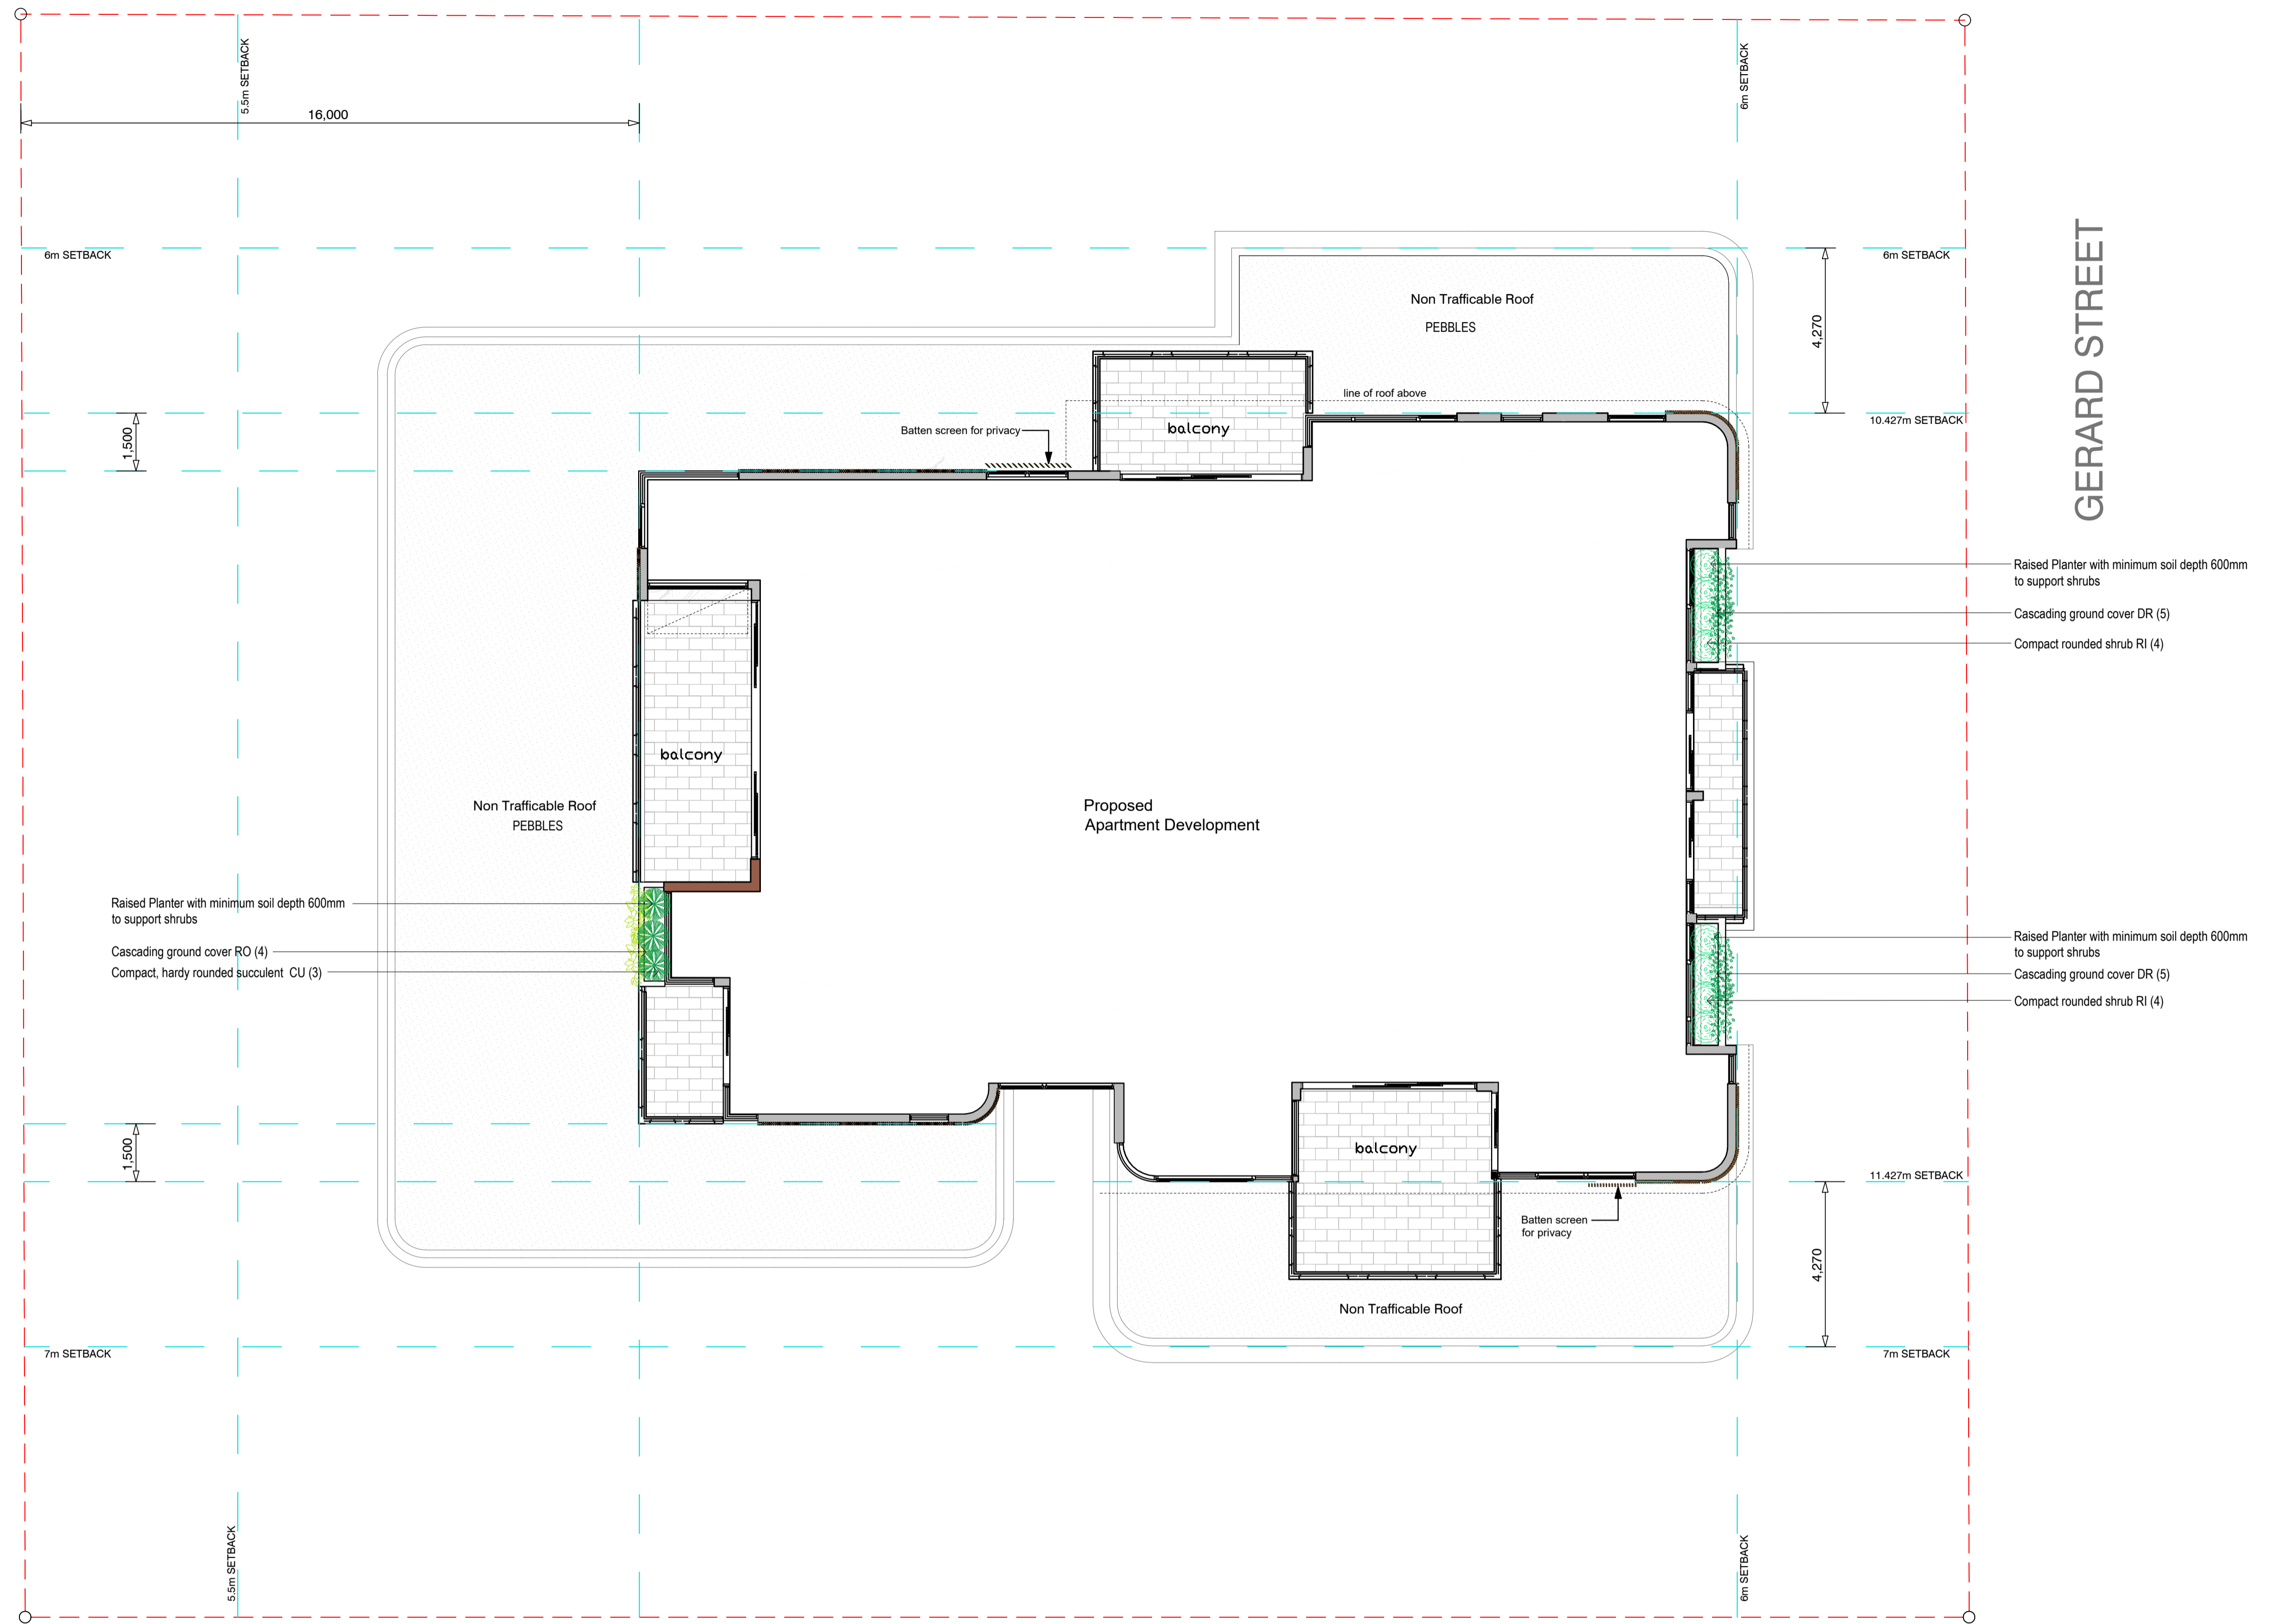 5.5m SETBACK
6m SETBACK
16,000
GERARD STREET
6m SETBACK
6m SETBACK
Non Trafficable Roof
PEBBLES
4,270
line of roof above
Batten screen for privacy
balcony
10.427m SETBACK
1,500
Raised Planter with minimum soil depth 600mm
to support shrubs
Cascading ground cover DR (5)
Compact rounded shrub RI (4)
balcony
Non Trafficable Roof
PEBBLES
Proposed
Apartment Development
Raised Planter with minimum soil depth 600mm
to support shrubs
Cascading ground cover RO (4)
Compact, hardy rounded succulent CU (3)
Raised Planter with minimum soil depth 600mm
to support shrubs
Cascading ground cover DR (5)
Compact rounded shrub RI (4)
1,500
balcony
11.427m SETBACK
Batten screen
for privacy
4,270
Non Trafficable Roof
7m SETBACK
7m SETBACK
5.5m SETBACK
6m SETBACK